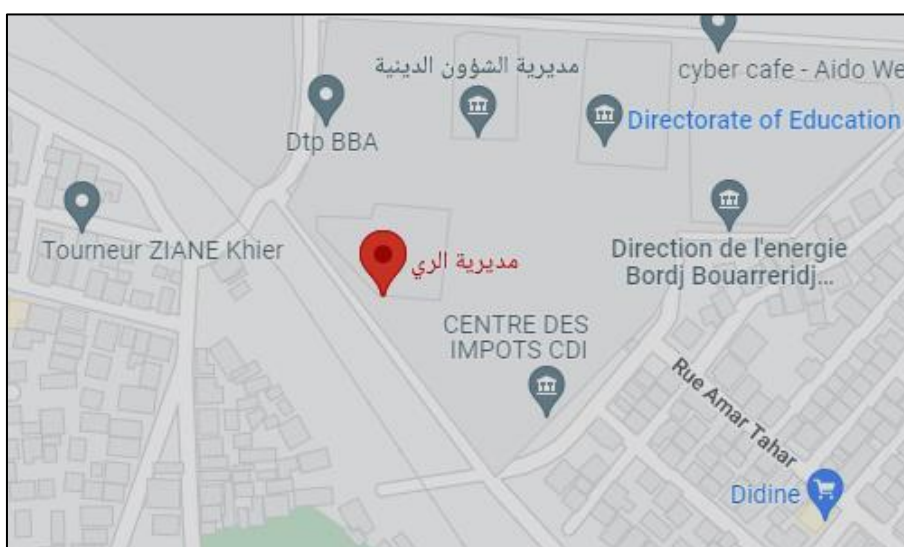 مديرية الشؤون الدينية
cyber cafe - Aido We
Directorate of Education
Dtp BBA
Tourneur ZIANE Khier
مديرية الري
Direction de l'energie
Bordj Bouarreridj...
CENTRE DES
IMPOTS CDI
Rue Amar Tahar
Didine